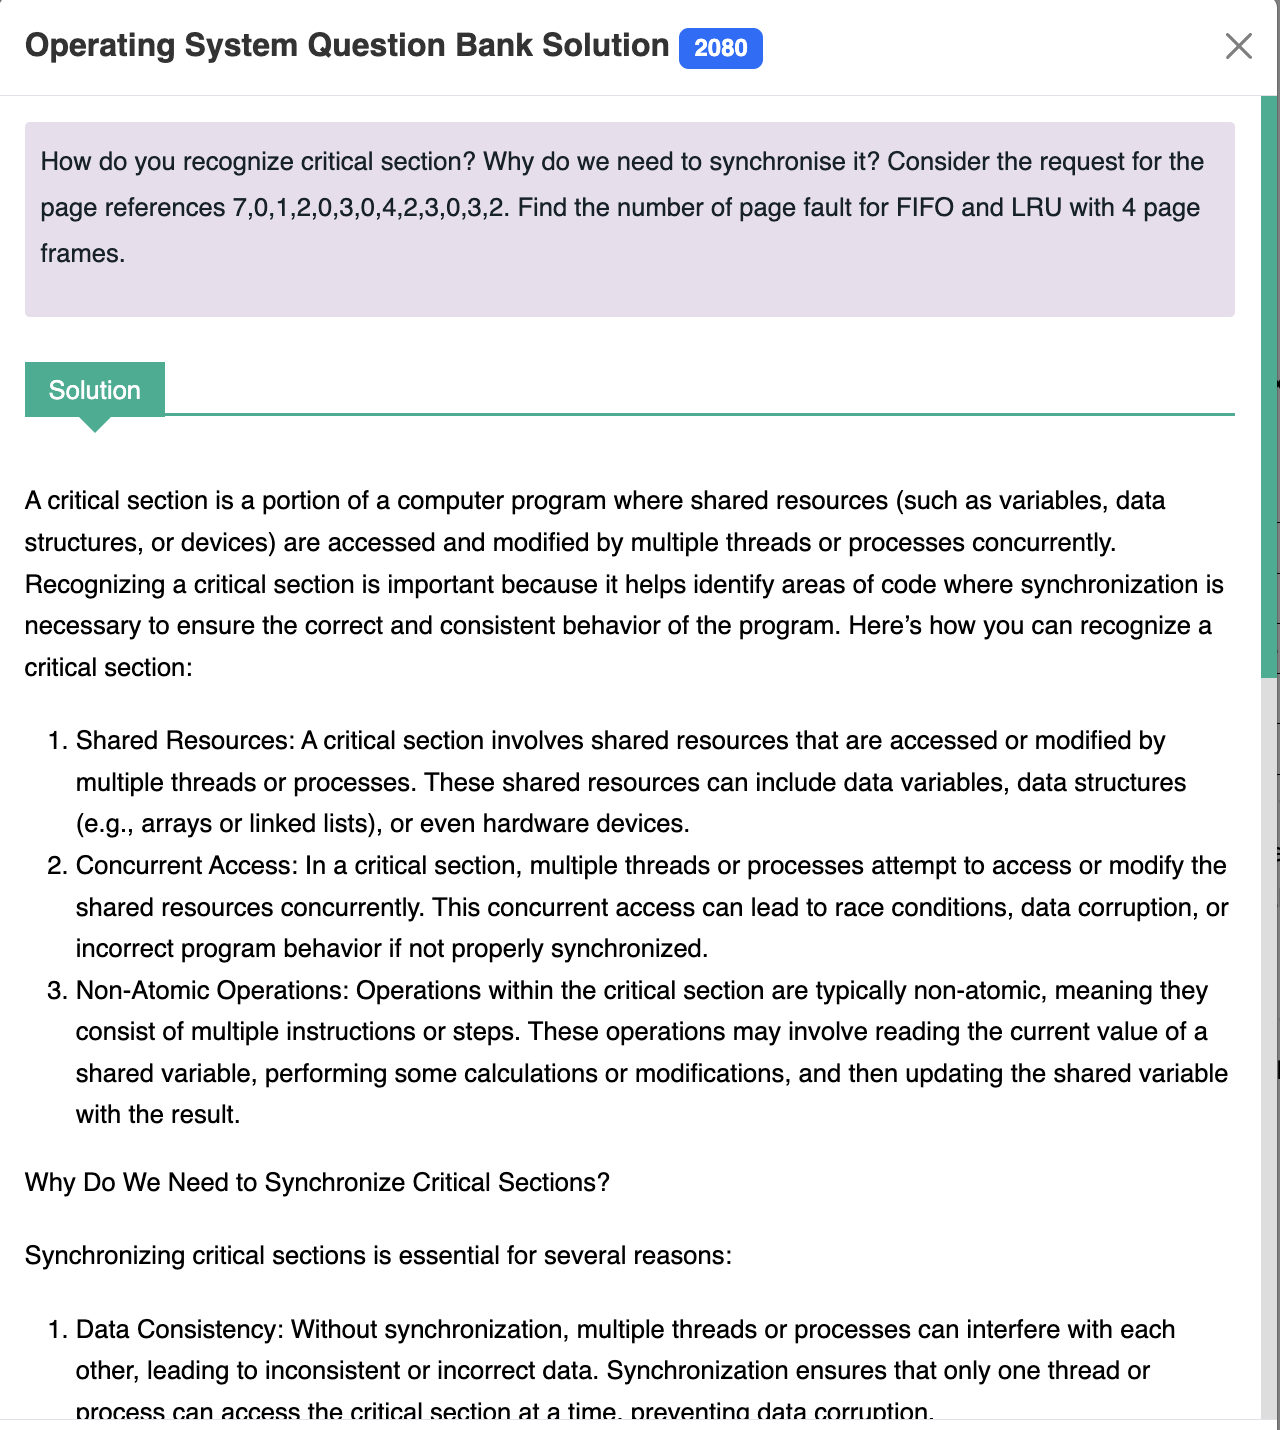 Operating System Question Bank Solution 2080
How do you recognize critical section? Why do we need to synchronise it? Consider the request for the
page references 7,0,1,2,0,3,0,4,2,3,0,3,2. Find the number of page fault for FIFO and LRU with 4 page
frames.
Solution
A critical section is a portion of a computer program where shared resources (such as variables, data
structures, or devices) are accessed and modified by multiple threads or processes concurrently.
Recognizing a critical section is important because it helps identify areas of code where synchronization is
necessary to ensure the correct and consistent behavior of the program. Here’s how you can recognize a
critical section:
1. Shared Resources: A critical section involves shared resources that are accessed or modified by
multiple threads or processes. These shared resources can include data variables, data structures
(e.g., arrays or linked lists), or even hardware devices.
2. Concurrent Access: In a critical section, multiple threads or processes attempt to access or modify the
shared resources concurrently. This concurrent access can lead to race conditions, data corruption, or
incorrect program behavior if not properly synchronized.
3. Non-Atomic Operations: Operations within the critical section are typically non-atomic, meaning they
consist of multiple instructions or steps. These operations may involve reading the current value of a
shared variable, performing some calculations or modifications, and then updating the shared variable
with the result.
Why Do We Need to Synchronize Critical Sections?
Synchronizing critical sections is essential for several reasons:
1. Data Consistency: Without synchronization, multiple threads or processes can interfere with each
other, leading to inconsistent or incorrect data. Synchronization ensures that only one thread or
process can access the critical section at a time, preventing data corruption.